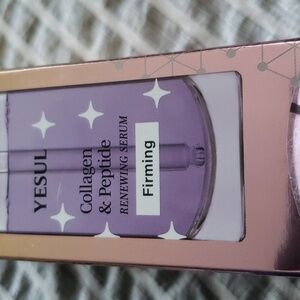 YESUL
Collagen
& Peptide
RENEWING SERUM
Firming